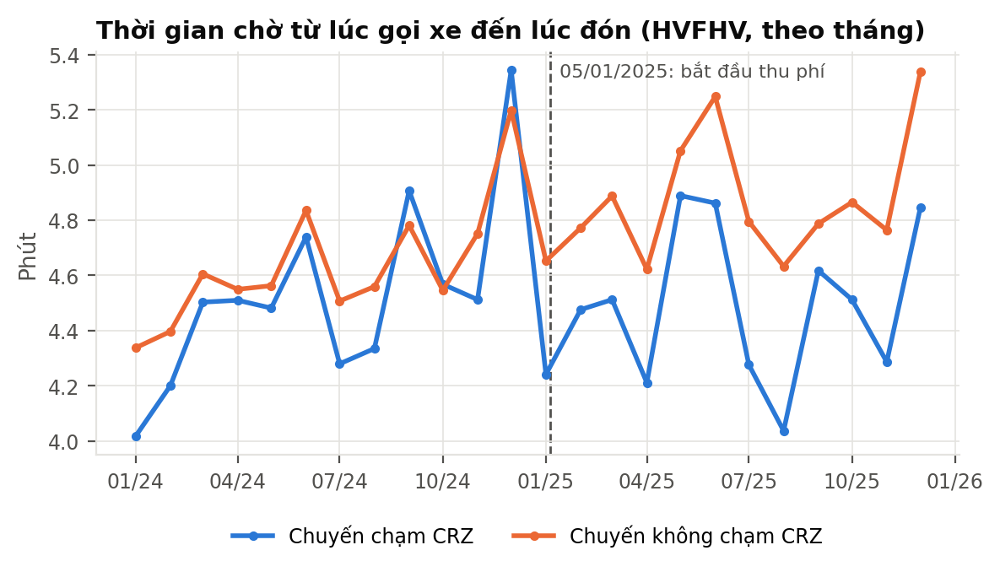 Thời gian chờ từ lúc gọi xe đến lúc đón (HVFHV, theo tháng)
05/01/2025: bắt đầu thu phí
Phút
5.4
5.2
5.0
4.8
4.6
4.4
4.2
4.0
01/24 04/24 07/24 10/24 01/25 04/25 07/25 10/25 01/26
Chuyến chạm CRZ Chuyến không chạm CRZ